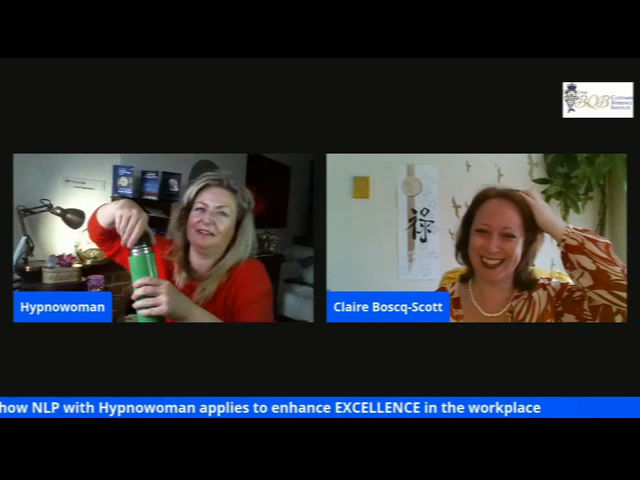 BQB
禄
Hypnowoman
Claire Boscq-Scott
how NLP with Hypnowoman applies to enhance EXCELLENCE in the workplace